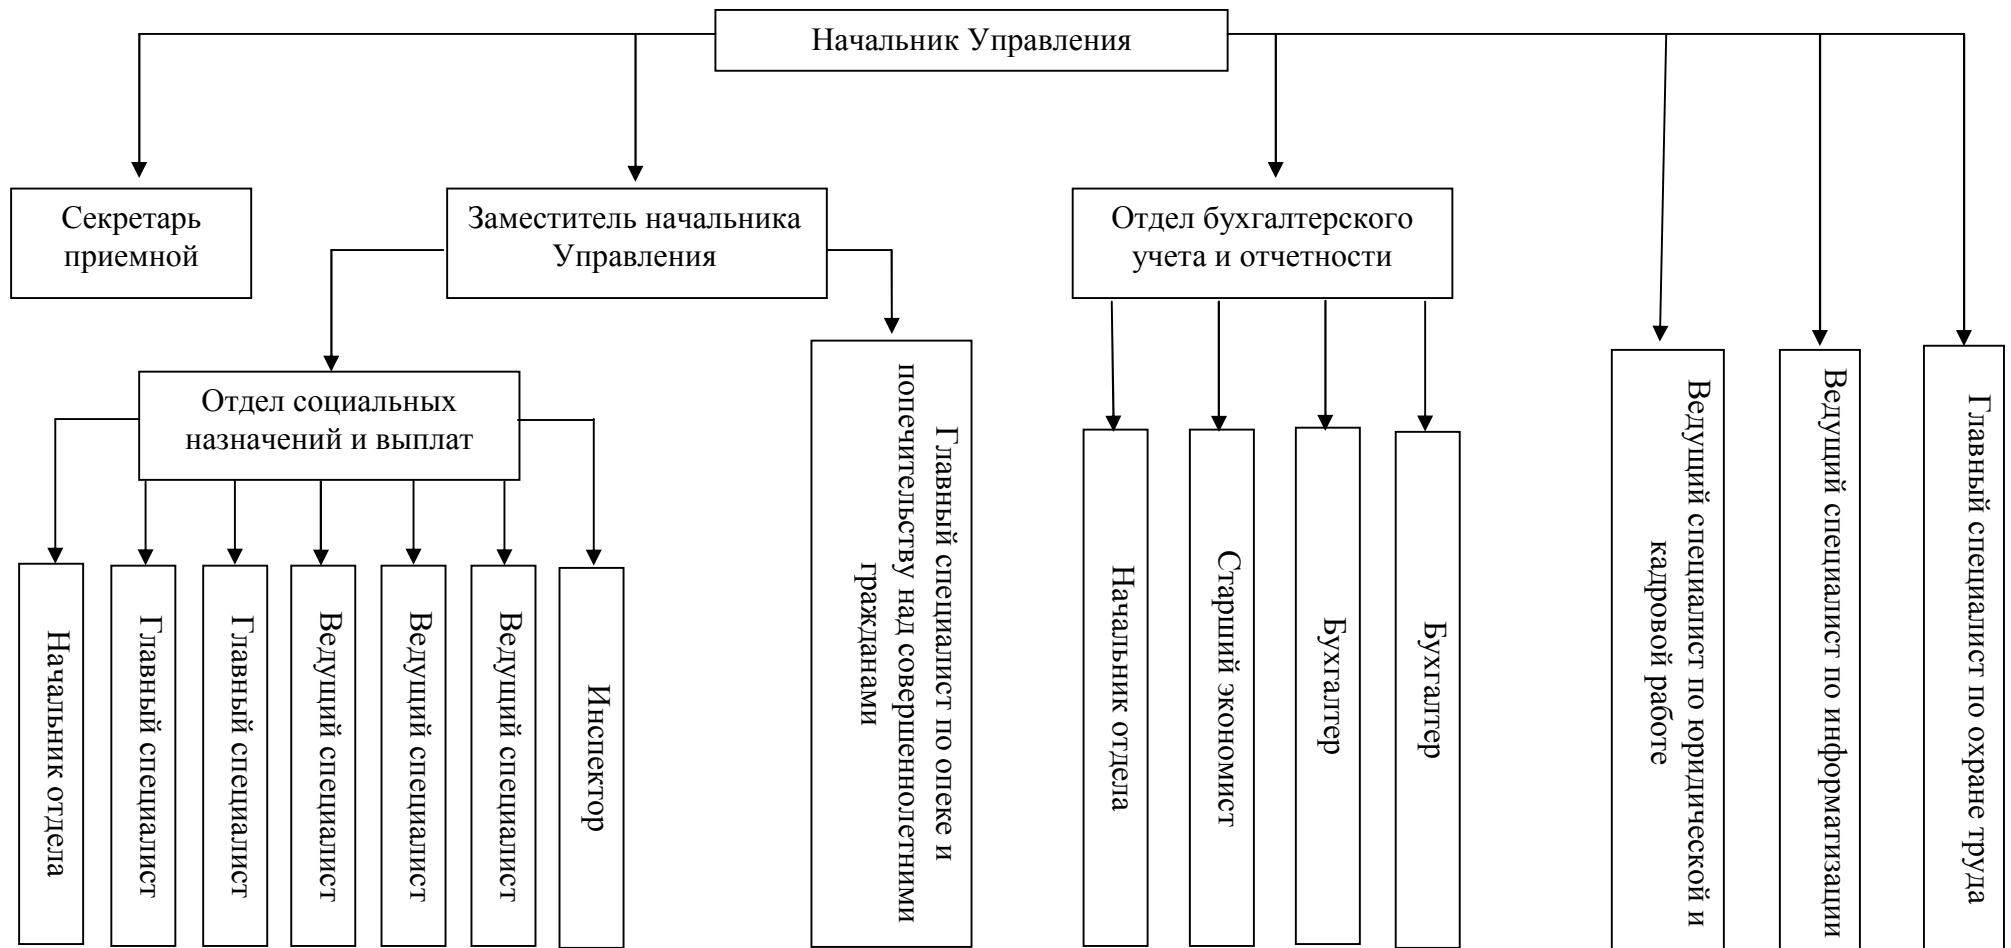 Начальник Управления
Секретарь
приемной
Заместитель начальника
Управления
Отдел бухгалтерского
учета и отчетности
Отдел социальных
назначений и выплат
Начальник отдела
Главный специалист
Главный специалист
Ведущий специалист
Ведущий специалист
Ведущий специалист
Инспектор
Главный специалист по опеке и
попечительству над совершеннолетними
гражданами
Начальник отдела
Старший экономист
Бухгалтер
Бухгалтер
Ведущий специалист по юридической и
кадровой работе
Ведущий специалист по информатизации
Главный специалист по охране труда